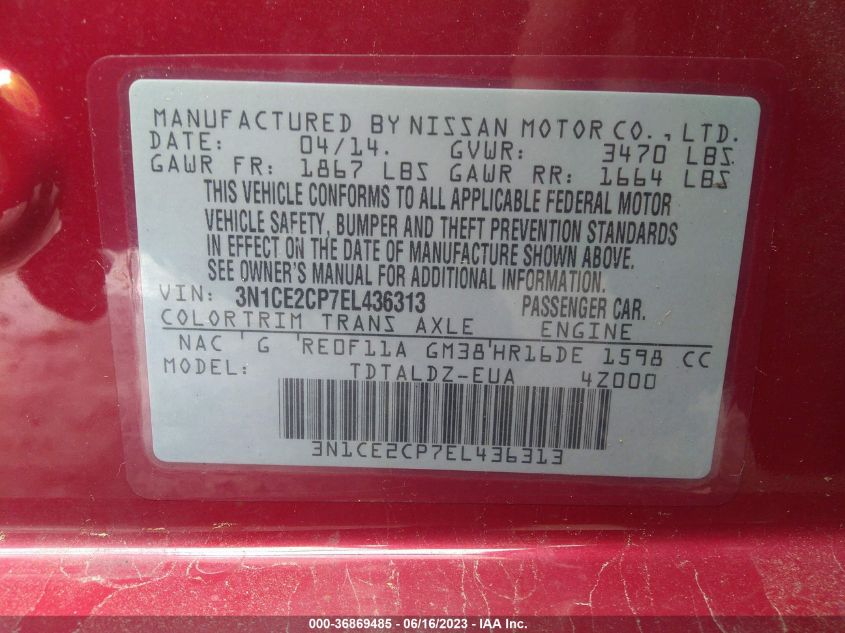 MANUFACTURED BY NISSAN MOTOR CO., LTD.
DATE: 04/14. GVWR: 3470 LBS
GAWR FR: 1867 LBS GAWR RR: 1664 LBS
THIS VEHICLE CONFORMS TO ALL APPLICABLE FEDERAL MOTOR
VEHICLE SAFETY, BUMPER AND THEFT PREVENTION STANDARDS
IN EFFECT ON THE DATE OF MANUFACTURE SHOWN ABOVE.
SEE OWNER'S MANUAL FOR ADDITIONAL INFORMATION.
VIN: 3N1CE2CP7EL436313 PASSENGER CAR.
COLOR TRIM TRANS AXLE ENGINE
NAC ' G 'RE0F11A GM38'HR16DE 1598 CC
MODEL: TDTALDZ-EUA 4Z000
3N1CE2CP7EL436313
000-36869485 - 06/16/2023 - IAA Inc.